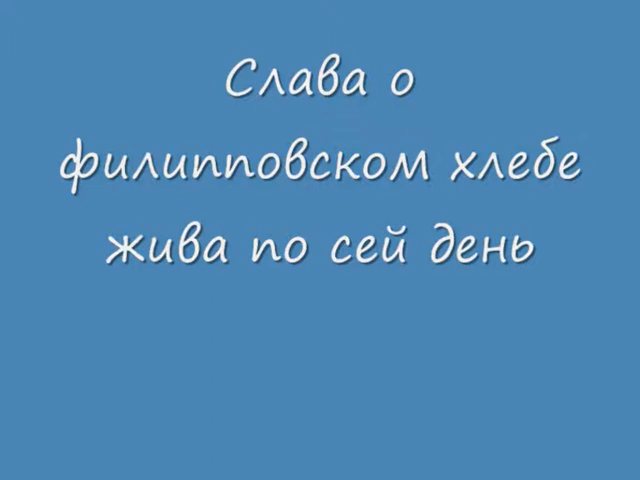 Слава о
филипповском хлебе
жива по сей день